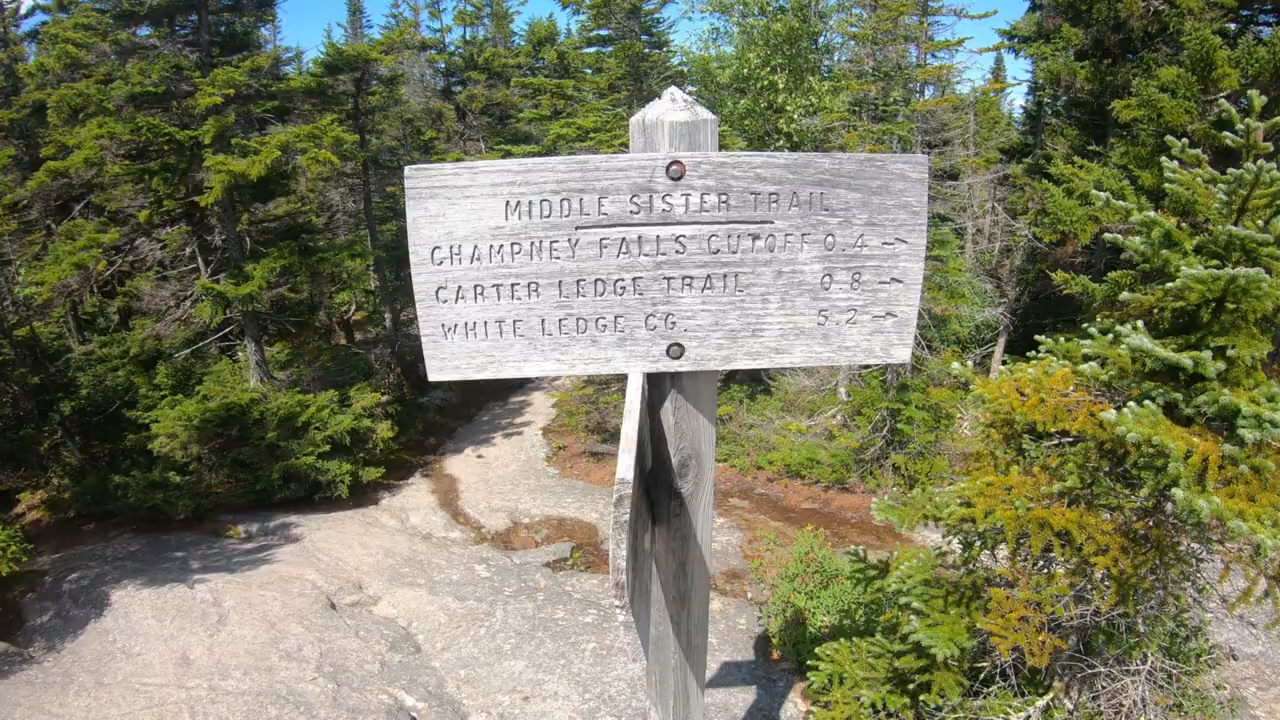 MIDDLE SISTER TRAIL
CHAMPNEY FALLS CUTOFF 0.4 →
CARTER LEDGE TRAIL 0.8 →
WHITE LEDGE CG. 5.2 →